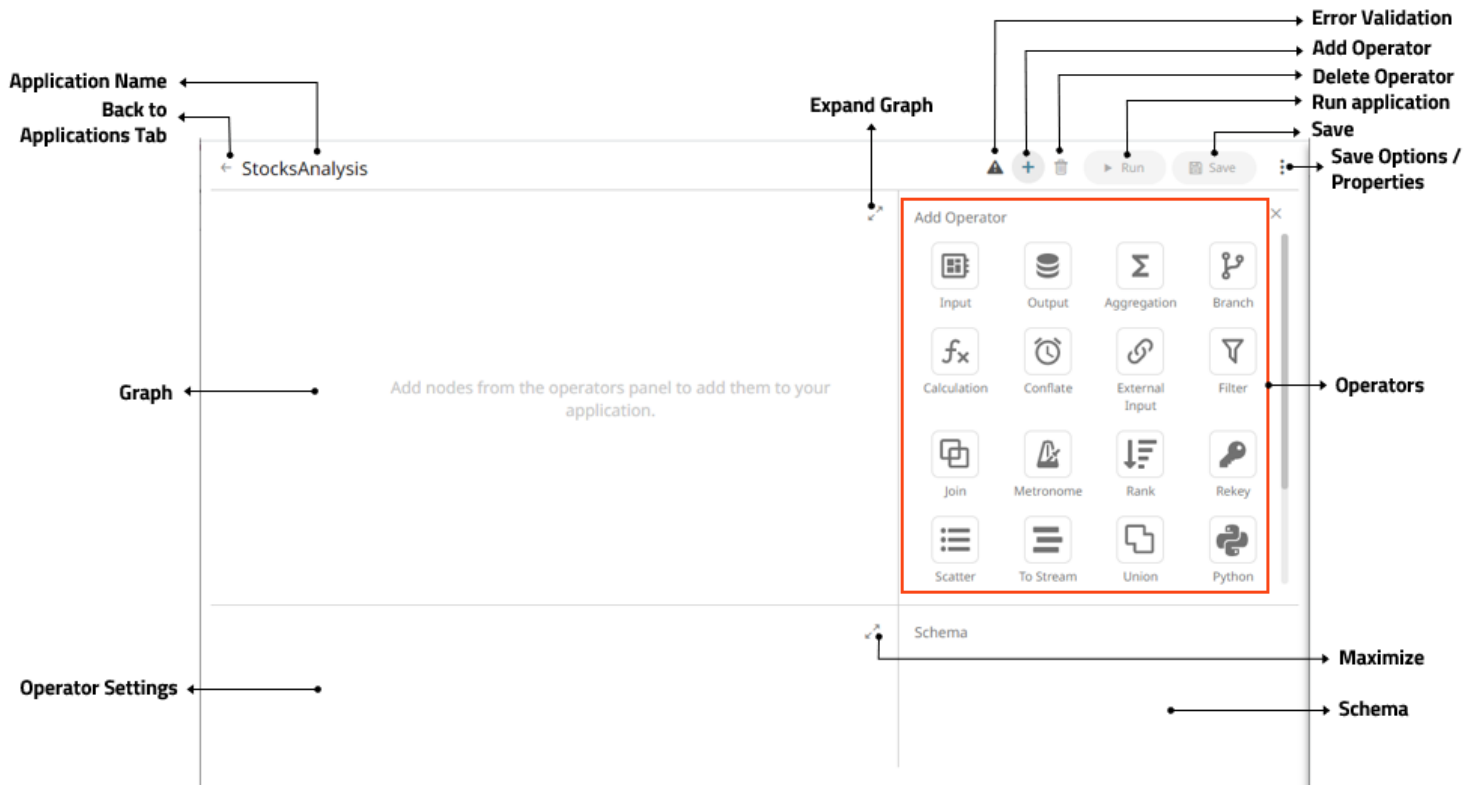 Error Validation
Add Operator
Delete Operator
Run application
Save
Save Options /
Properties
Application Name
Back to
Applications Tab
Expand Graph
StocksAnalysis
Run
Save
Add Operator
Input
Output
Aggregation
Branch
Calculation
Conflate
External
Input
Filter
Join
Metronome
Rank
Rekey
Scatter
To Stream
Union
Python
Graph
Add nodes from the operators panel to add them to your
application.
Operators
Schema
Maximize
Operator Settings
Schema